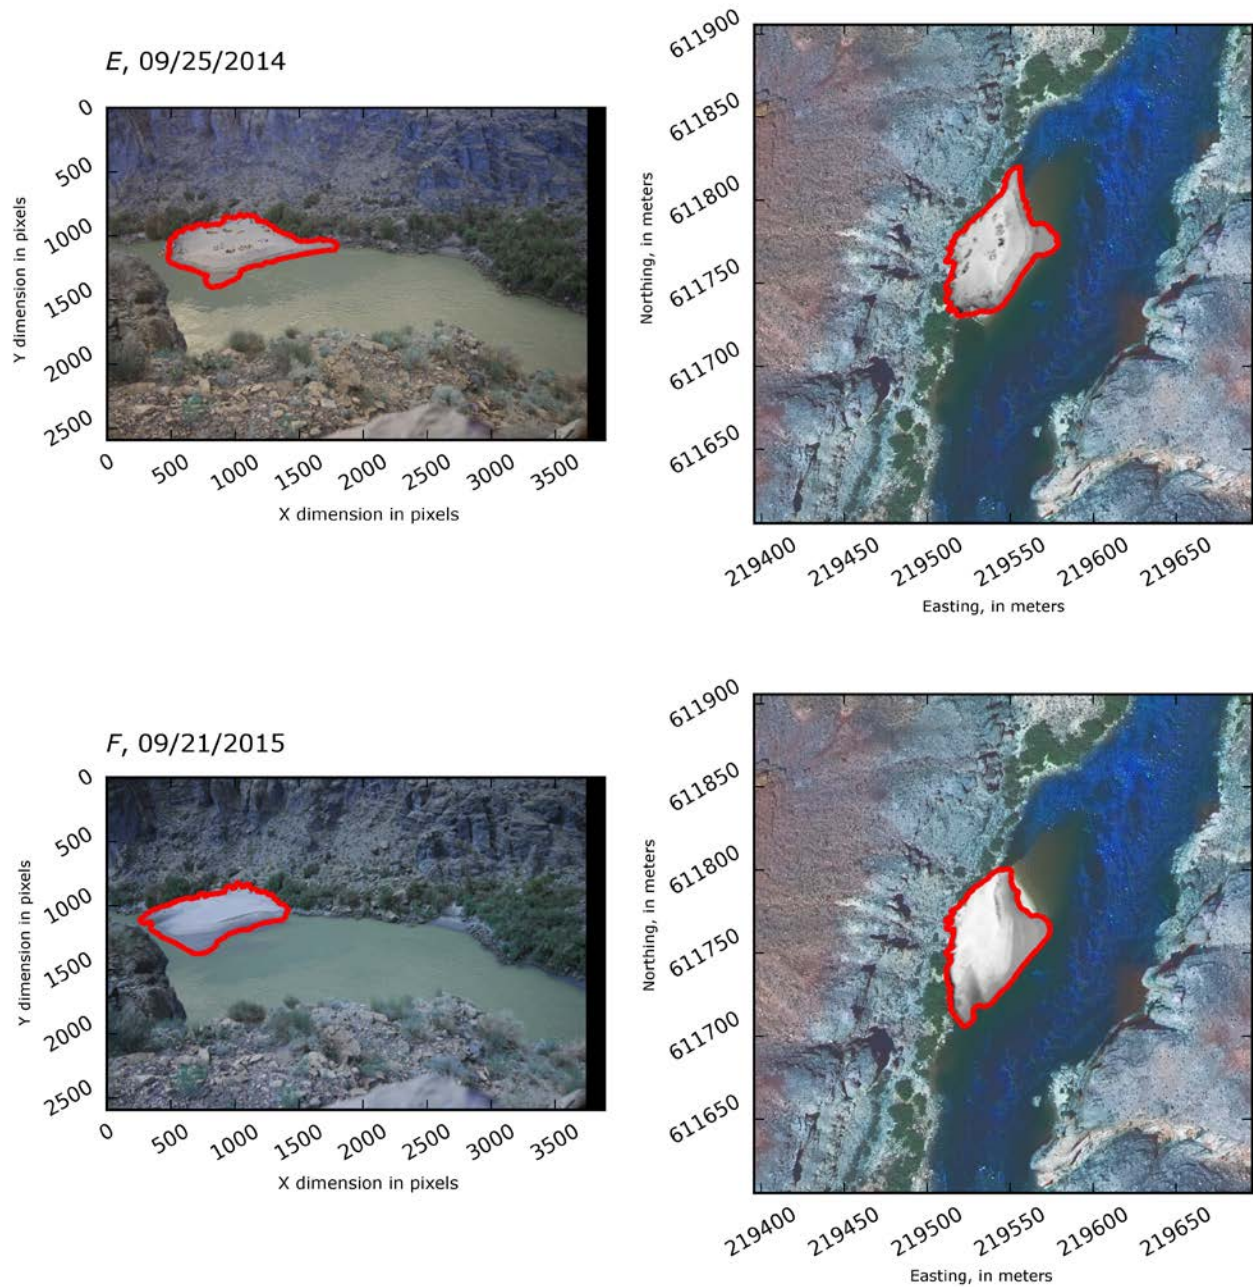 E, 09/25/2014
0
500
1000
1500
2000
2500
Y dimension in pixels
0 500 1000 1500 2000 2500 3000 3500
X dimension in pixels
611900
611850
611800
611750
611700
611650
Northing, in meters
219400 219450 219500 219550 219600 219650
Easting, in meters
F, 09/21/2015
0
500
1000
1500
2000
2500
Y dimension in pixels
0 500 1000 1500 2000 2500 3000 3500
X dimension in pixels
611900
611850
611800
611750
611700
611650
Northing, in meters
219400 219450 219500 219550 219600 219650
Easting, in meters